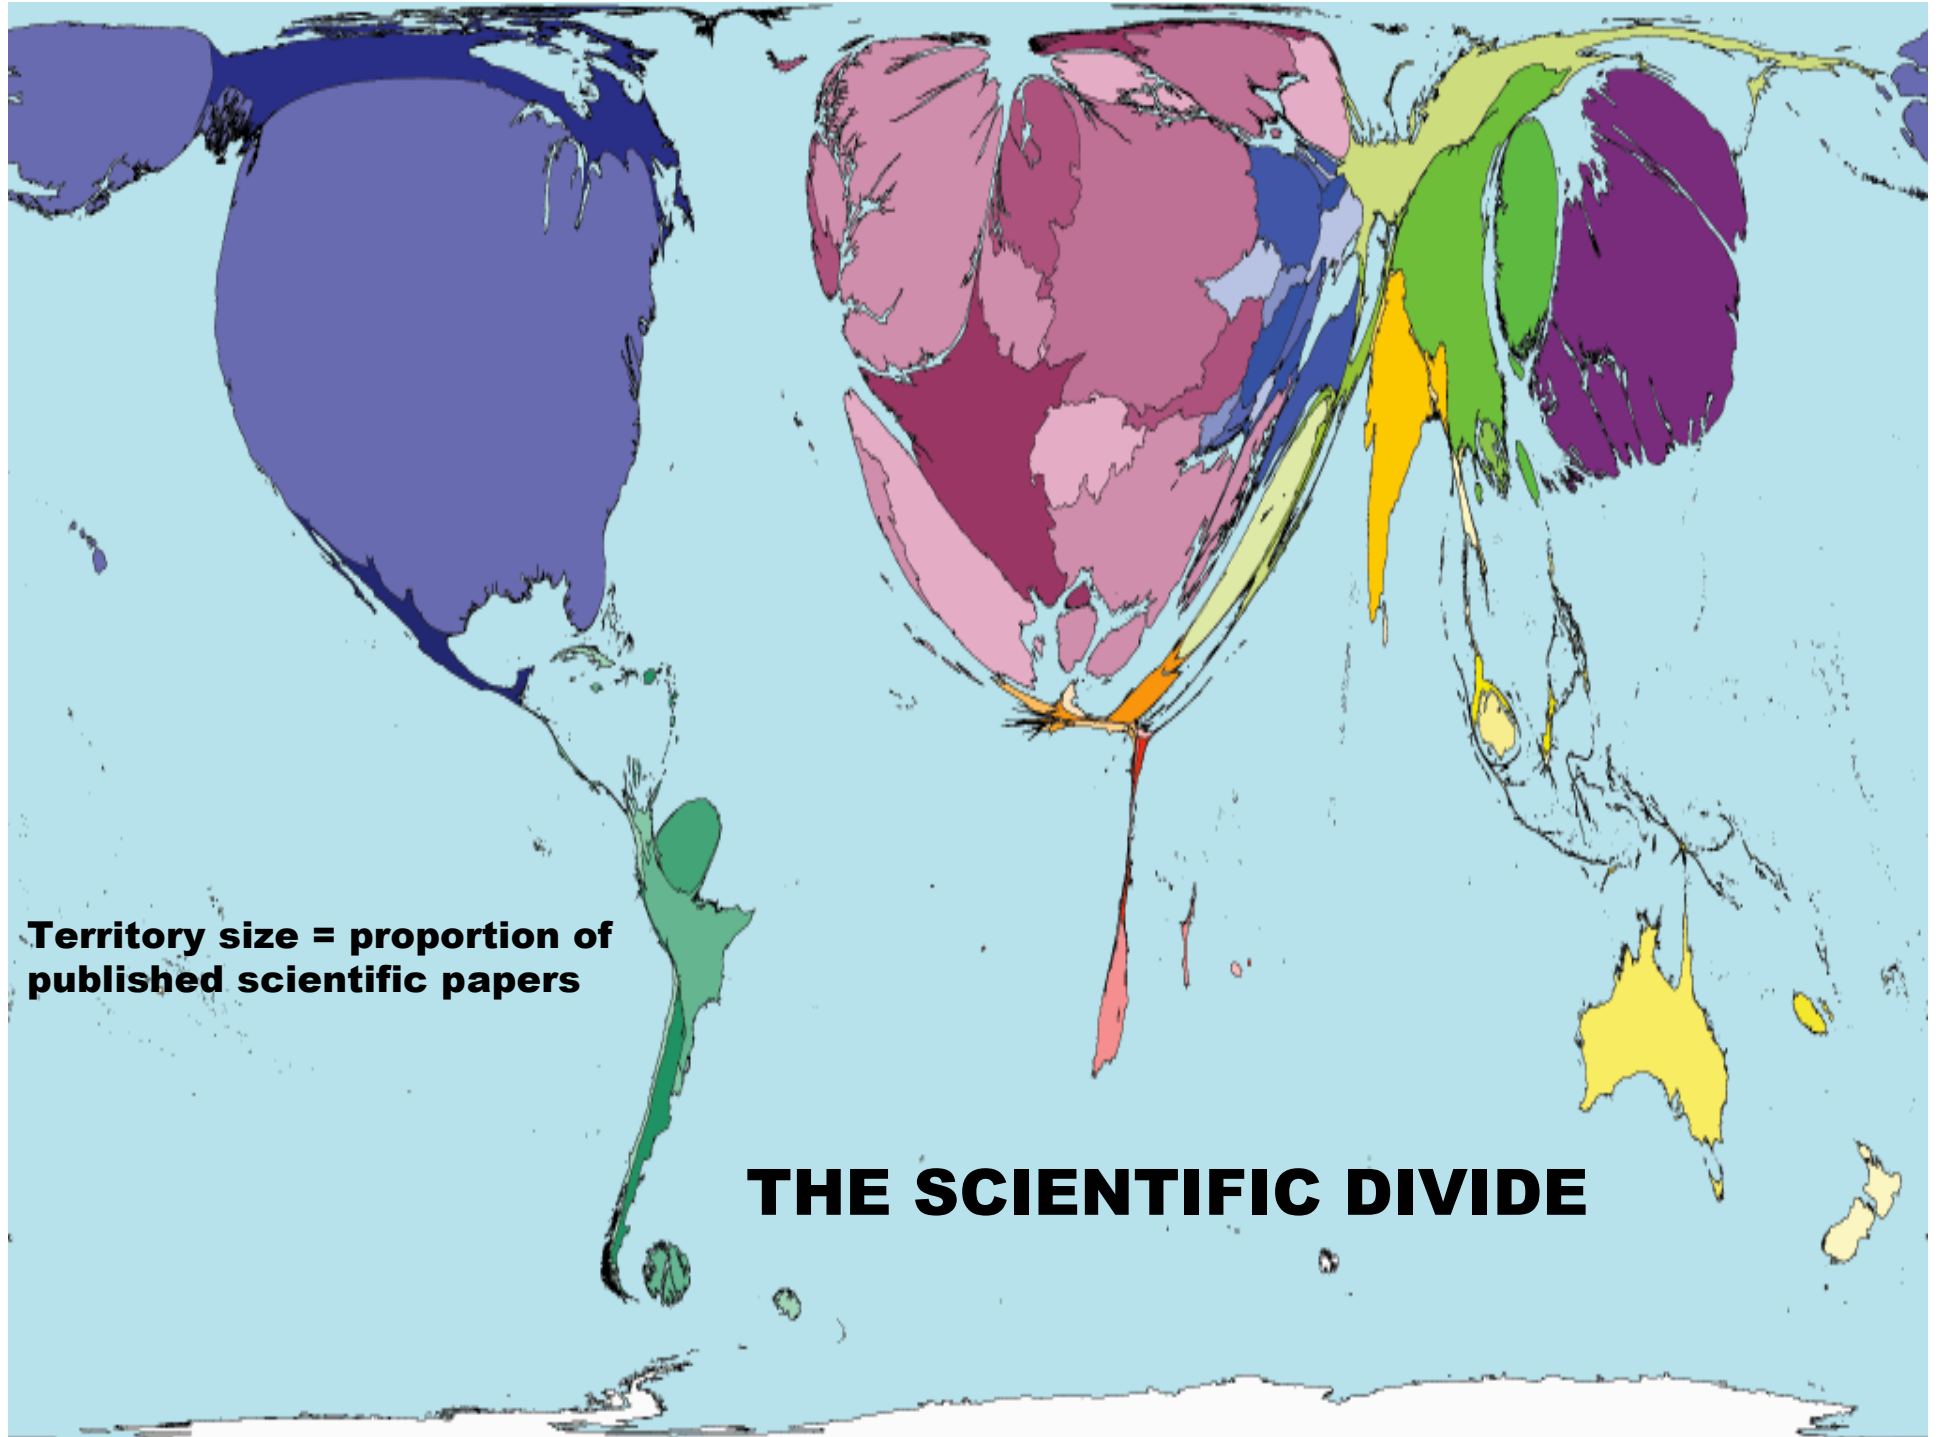 Territory size = proportion of
published scientific papers
THE SCIENTIFIC DIVIDE